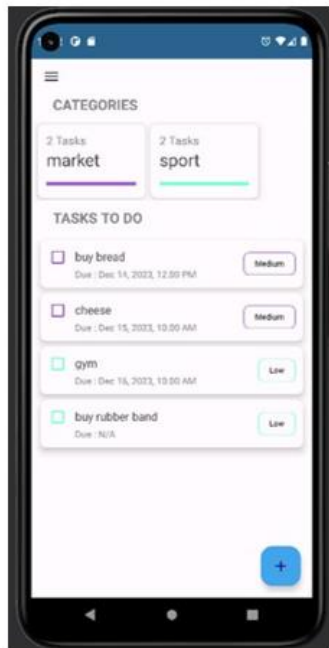 CATEGORIES
2 Tasks
market
2 Tasks
sport
TASKS TO DO
buy bread
Due : Dec 14, 2023, 12:00 PM
Medium
cheese
Due : Dec 15, 2023, 10:00 AM
Medium
gym
Due : Dec 16, 2023, 10:00 AM
Low
buy rubber band
Due : N/A
Low
+